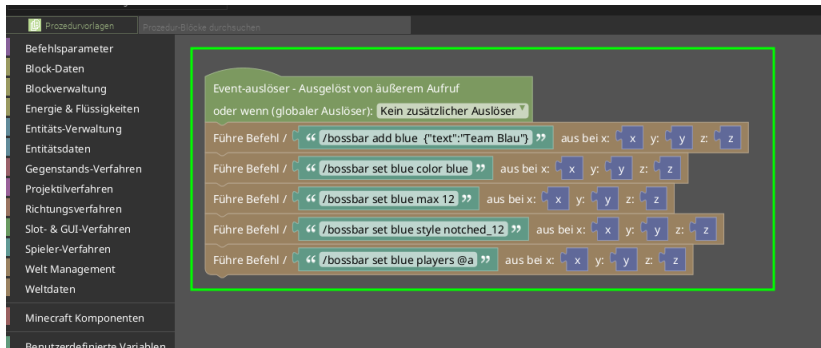 Prozedurvorlagen
Prozedur-Blöcke durchsuchen
Befehlsparameter
Block-Daten
Blockverwaltung
Energie & Flüssigkeiten
Entitäts-Verwaltung
Entitätsdaten
Gegenstands-Verfahren
Projektilverfahren
Richtungsverfahren
Slot- & GUI-Verfahren
Spieler-Verfahren
Welt Management
Weltdaten
Minecraft Komponenten
Benutzerdefinierte Variablen
Event-auslöser - Ausgelöst von äußerem Aufruf
oder wenn (globaler Auslöser): Kein zusätzlicher Auslöser
Führe Befehl / “ /bossbar add blue {"text":"Team Blau"} ” aus bei x: x y: y z: z
Führe Befehl / “ /bossbar set blue color blue ” aus bei x: x y: y z: z
Führe Befehl / “ /bossbar set blue max 12 ” aus bei x: x y: y z: z
Führe Befehl / “ /bossbar set blue style notched_12 ” aus bei x: x y: y z: z
Führe Befehl / “ /bossbar set blue players @a ” aus bei x: x y: y z: z